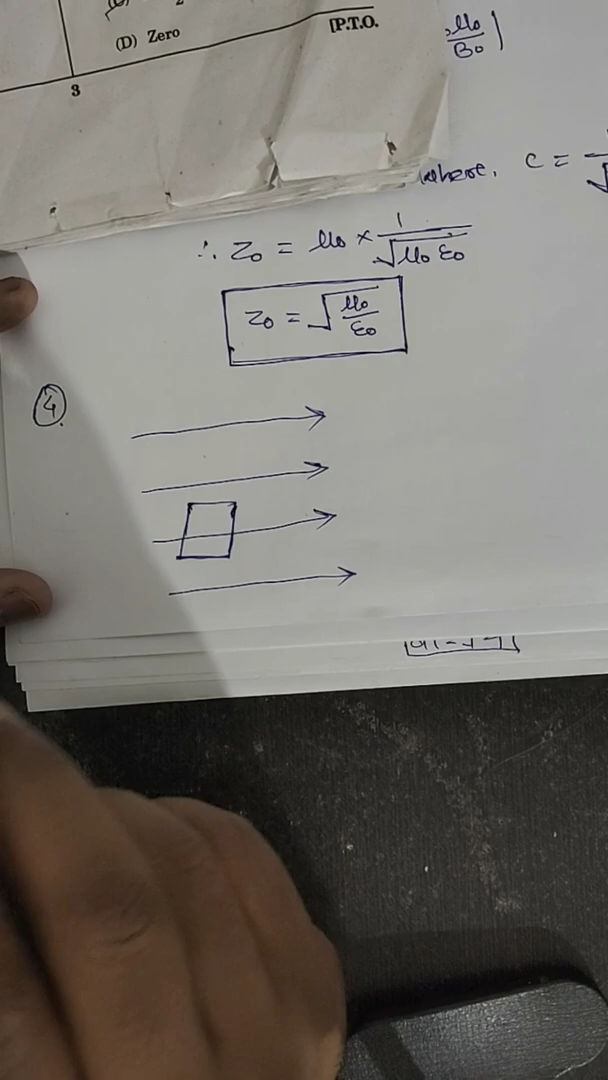 (D) Zero
[P.T.O.
3
μ₀
B₀
where, c =
∴ Z₀ = μ₀ × 1/√μ₀ε₀
Z₀ = √μ₀/ε₀
4.